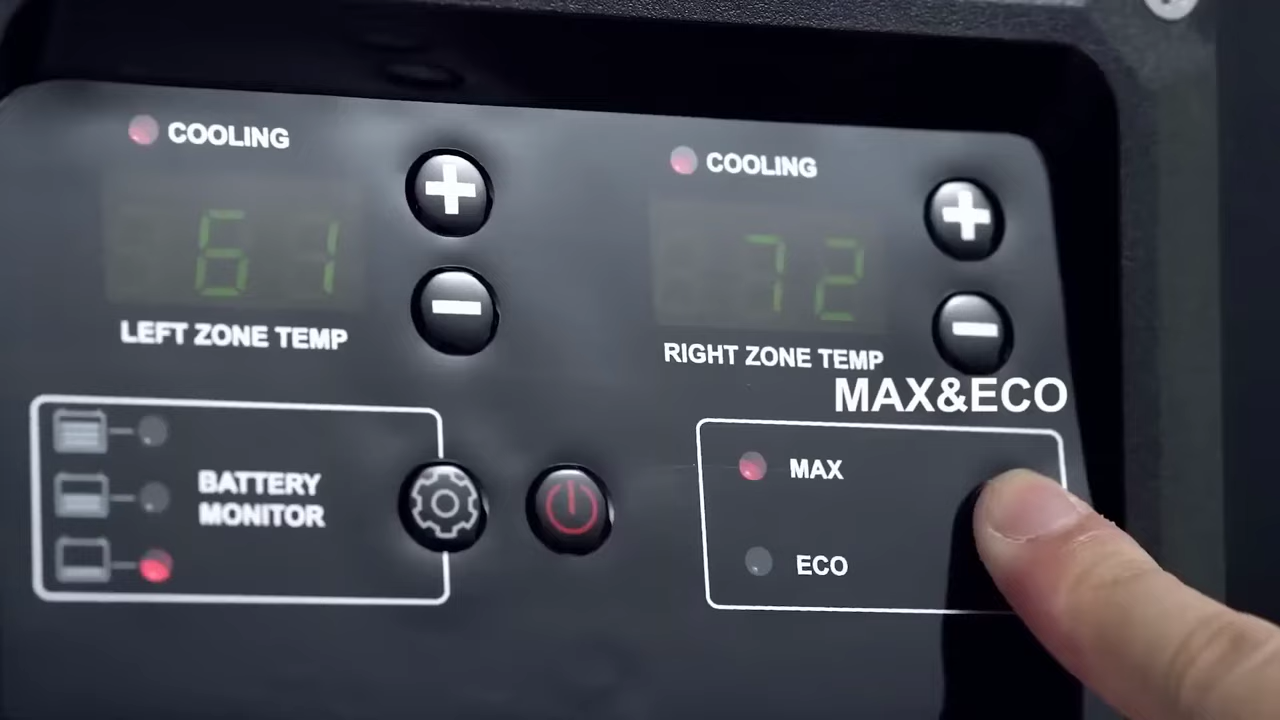 COOLING
61
LEFT ZONE TEMP
COOLING
72
RIGHT ZONE TEMP
MAX&ECO
BATTERY
MONITOR
MAX
ECO